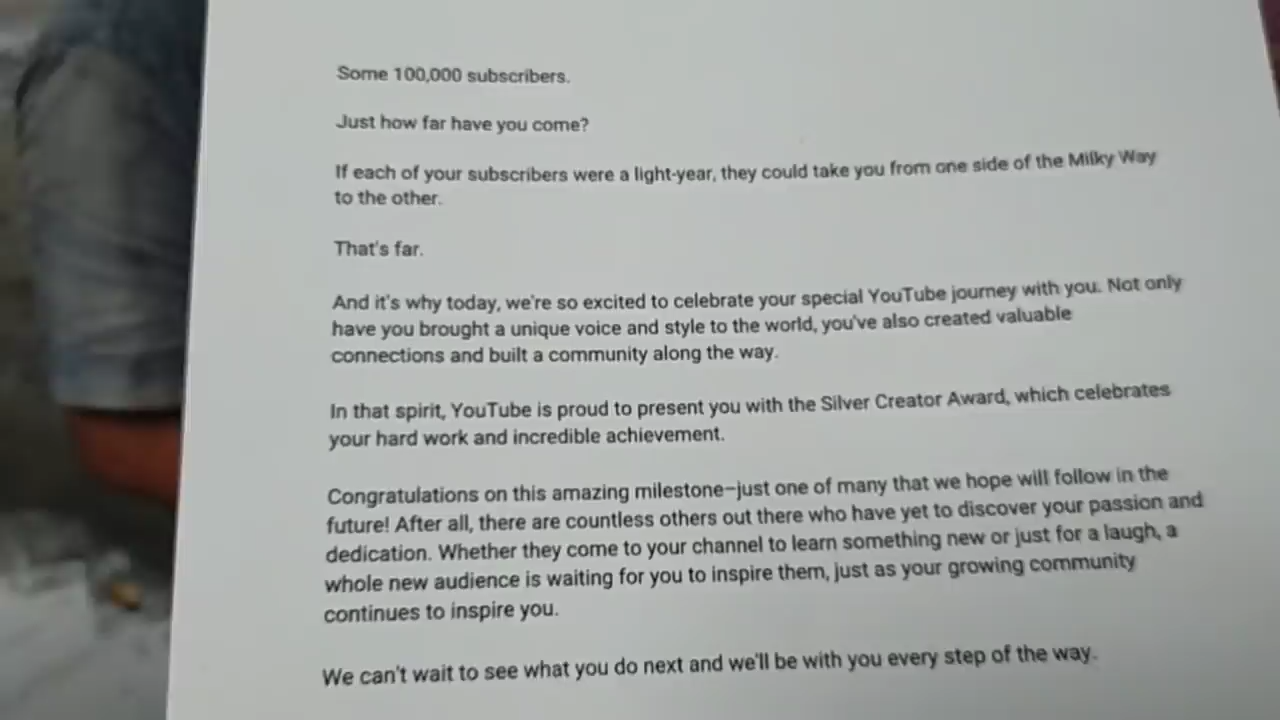 Some 100,000 subscribers.
Just how far have you come?
If each of your subscribers were a light-year, they could take you from one side of the Milky Way
to the other.
That's far.
And it's why today, we're so excited to celebrate your special YouTube journey with you. Not only
have you brought a unique voice and style to the world, you've also created valuable
connections and built a community along the way.
In that spirit, YouTube is proud to present you with the Silver Creator Award, which celebrates
your hard work and incredible achievement.
Congratulations on this amazing milestone–just one of many that we hope will follow in the
future! After all, there are countless others out there who have yet to discover your passion and
dedication. Whether they come to your channel to learn something new or just for a laugh, a
whole new audience is waiting for you to inspire them, just as your growing community
continues to inspire you.
We can't wait to see what you do next and we'll be with you every step of the way.